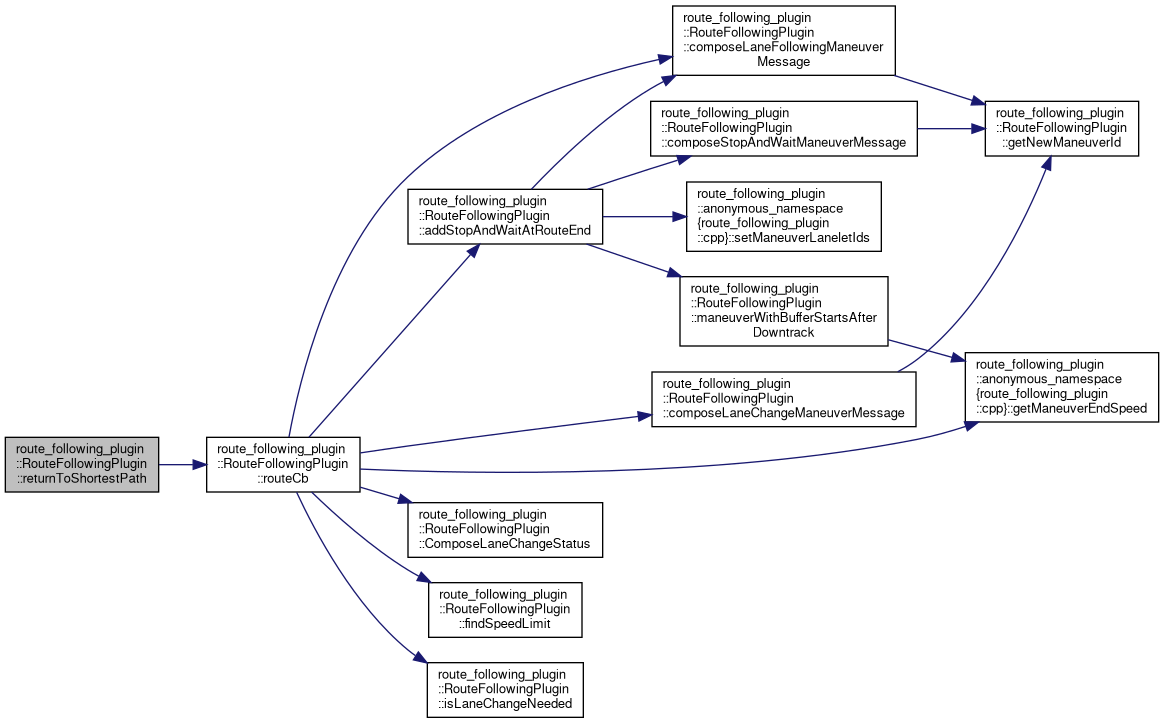 route_following_plugin
::RouteFollowingPlugin
::returnToShortestPath
route_following_plugin
::RouteFollowingPlugin
::routeCb
route_following_plugin
::RouteFollowingPlugin
::addStopAndWaitAtRouteEnd
route_following_plugin
::RouteFollowingPlugin
::composeLaneFollowingManeuver
Message
route_following_plugin
::RouteFollowingPlugin
::composeStopAndWaitManeuverMessage
route_following_plugin
::anonymous_namespace
{route_following_plugin
::cpp}::setManeuverLaneletIds
route_following_plugin
::RouteFollowingPlugin
::maneuverWithBufferStartsAfter
Downtrack
route_following_plugin
::RouteFollowingPlugin
::composeLaneChangeManeuverMessage
route_following_plugin
::RouteFollowingPlugin
::getNewManeuverId
route_following_plugin
::anonymous_namespace
{route_following_plugin
::cpp}::getManeuverEndSpeed
route_following_plugin
::RouteFollowingPlugin
::ComposeLaneChangeStatus
route_following_plugin
::RouteFollowingPlugin
::findSpeedLimit
route_following_plugin
::RouteFollowingPlugin
::isLaneChangeNeeded